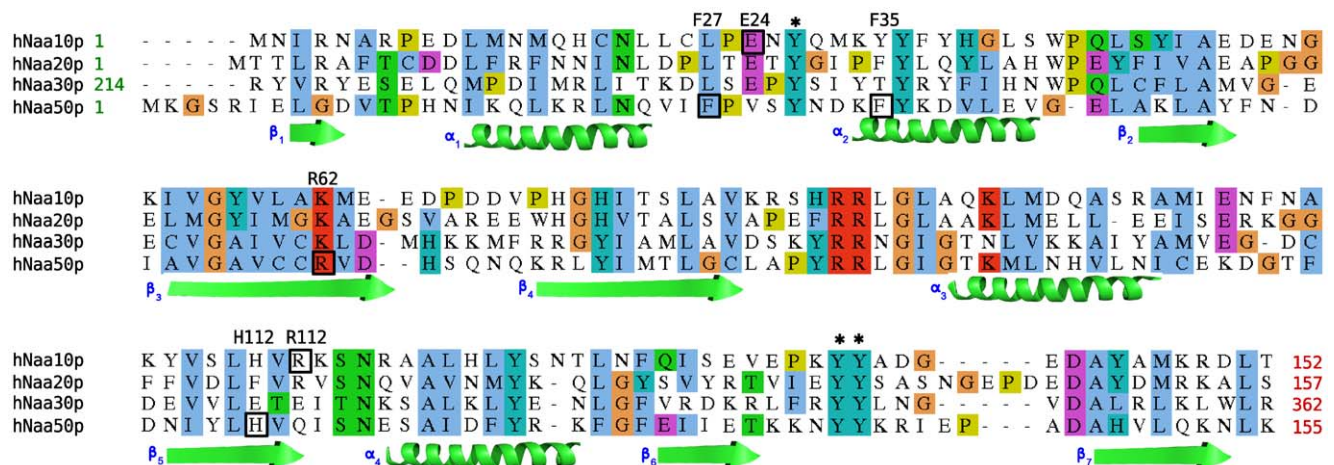 F27 E24 * F35
hNaa10p 1 - - - - - M N I R N A R P E D L M N M Q H C N L L C L P E N Y Q M K Y Y F Y H G L S W P Q L S Y I A E D E N G
hNaa20p 1 - - - - M T T L R A F T C D D L F R F N N I N L D P L T E T Y G I P F Y L Q Y L A H W P E Y F I V A E A P G G
hNaa30p 214 - - - - R Y V R Y E S E L Q M P D I M R L L T K D L S E P Y S I Y T Y R Y F I H N W P Q L C F L A M V G - E
hNaa50p 1 M K G S R I E L G D V T P H N I K Q L K R L N Q V I F P V S Y N D K F Y K D V L E V G - E L A K L A Y F N - D
β1 α1 α2 β2
R62
hNaa10p K I V G Y V L A K M E - E D P D D V P H G H I T S L A V K R S H R R L G L A Q K L M D Q A S R A M I E N F N A
hNaa20p E L M G Y I M G K A E G S V A R E E W H G H V T A L S V A P E F R R L G L A A K L M E L L - E E I S E R K G G
hNaa30p E C V G A I V C K L D - M H K K M F R R G Y I A M L A V D S K Y R R N G I G T N L V K K A I Y A M V E G - D C
hNaa50p I A V G A V C C R V D - - H S Q N Q K R L Y I M T L G C L A P Y R R L G I G T K M L N H V L N I C E K D G T F
β3 β4 α3
H112 R112 * *
hNaa10p K Y V S L H V R K S N R A A L H L Y S N T L N F Q I S E V E P K Y Y A D G - - - - - E D A Y A M K R D L T 152
hNaa20p F F V D L F V R V S N Q V A V N M Y K - Q L G Y S V Y R T V I E Y Y S A S N G E P D E D A Y D M R K A L S 157
hNaa30p D E V V L E T E I T N K S A L K L Y E - N L G F V R D K R L F R Y Y L N G - - - - - V D A L R L K L W L R 362
hNaa50p D N I Y L H V Q I S N E S A I D F Y R - K F G F E I I E T K K N Y Y K R I E P - - - A D A H V L Q K N L K 155
β5 α4 β6 β7